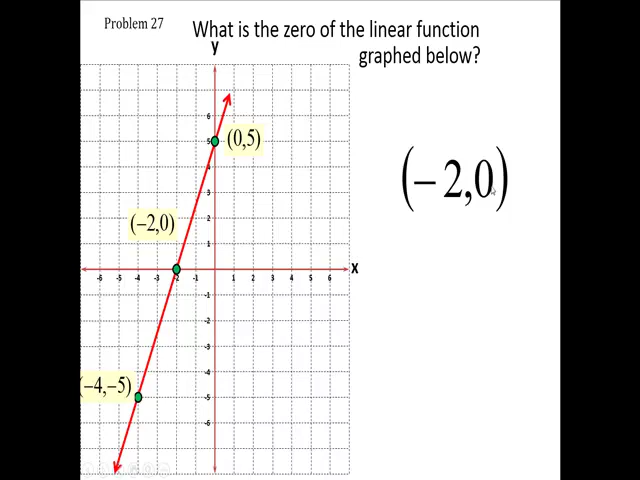 Problem 27
What is the zero of the linear function
graphed below?
y
6
5
(0,5)
4
3
(−2,0)
2
1
x
-6 -5 -4 -3 -2 -1 1 2 3 4 5 6
-1
-2
-3
-4
(−4,−5)
-5
-6
(− 2,0)